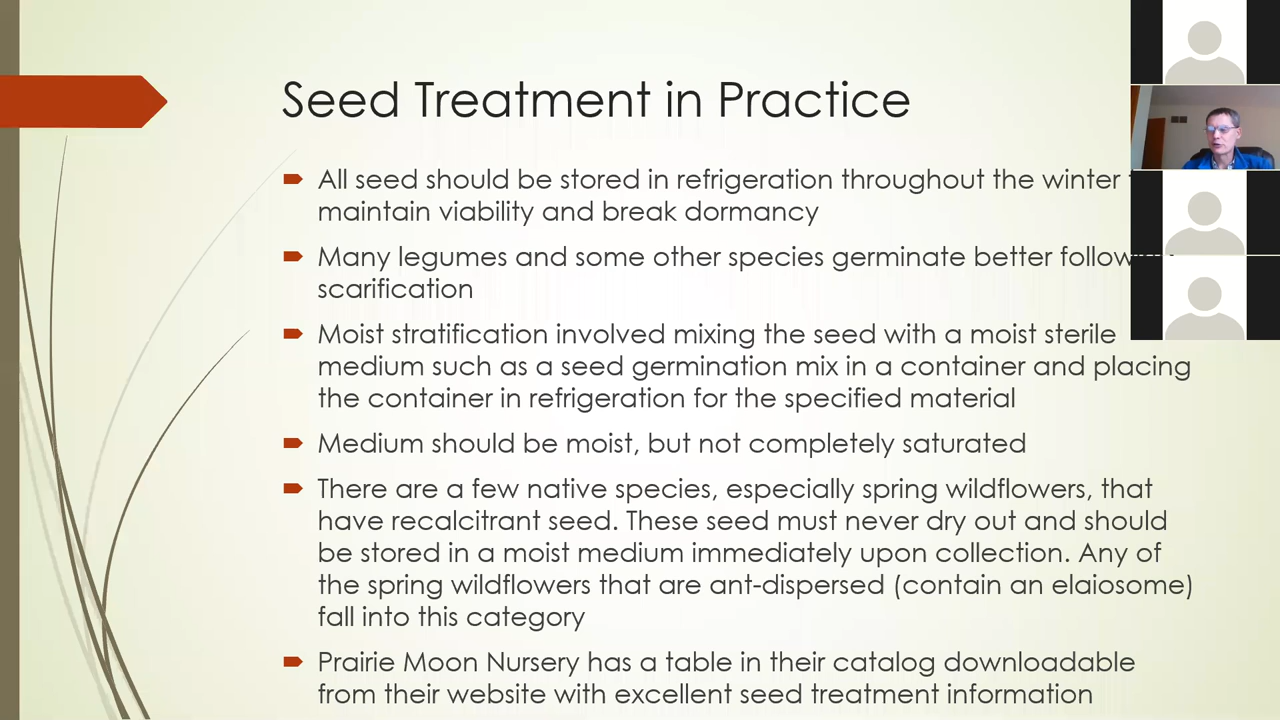 Seed Treatment in Practice
All seed should be stored in refrigeration throughout the winter
maintain viability and break dormancy
Many legumes and some other species germinate better
scarification
Moist stratification involved mixing the seed with a moist sterile
medium such as a seed germination mix in a container and placing
the container in refrigeration for the specified material
Medium should be moist, but not completely saturated
There are a few native species, especially spring wildflowers, that
have recalcitrant seed. These seed must never dry out and should
be stored in a moist medium immediately upon collection. Any of
the spring wildflowers that are ant-dispersed (contain an elaiosome)
fall into this category
Prairie Moon Nursery has a table in their catalog downloadable
from their website with excellent seed treatment information